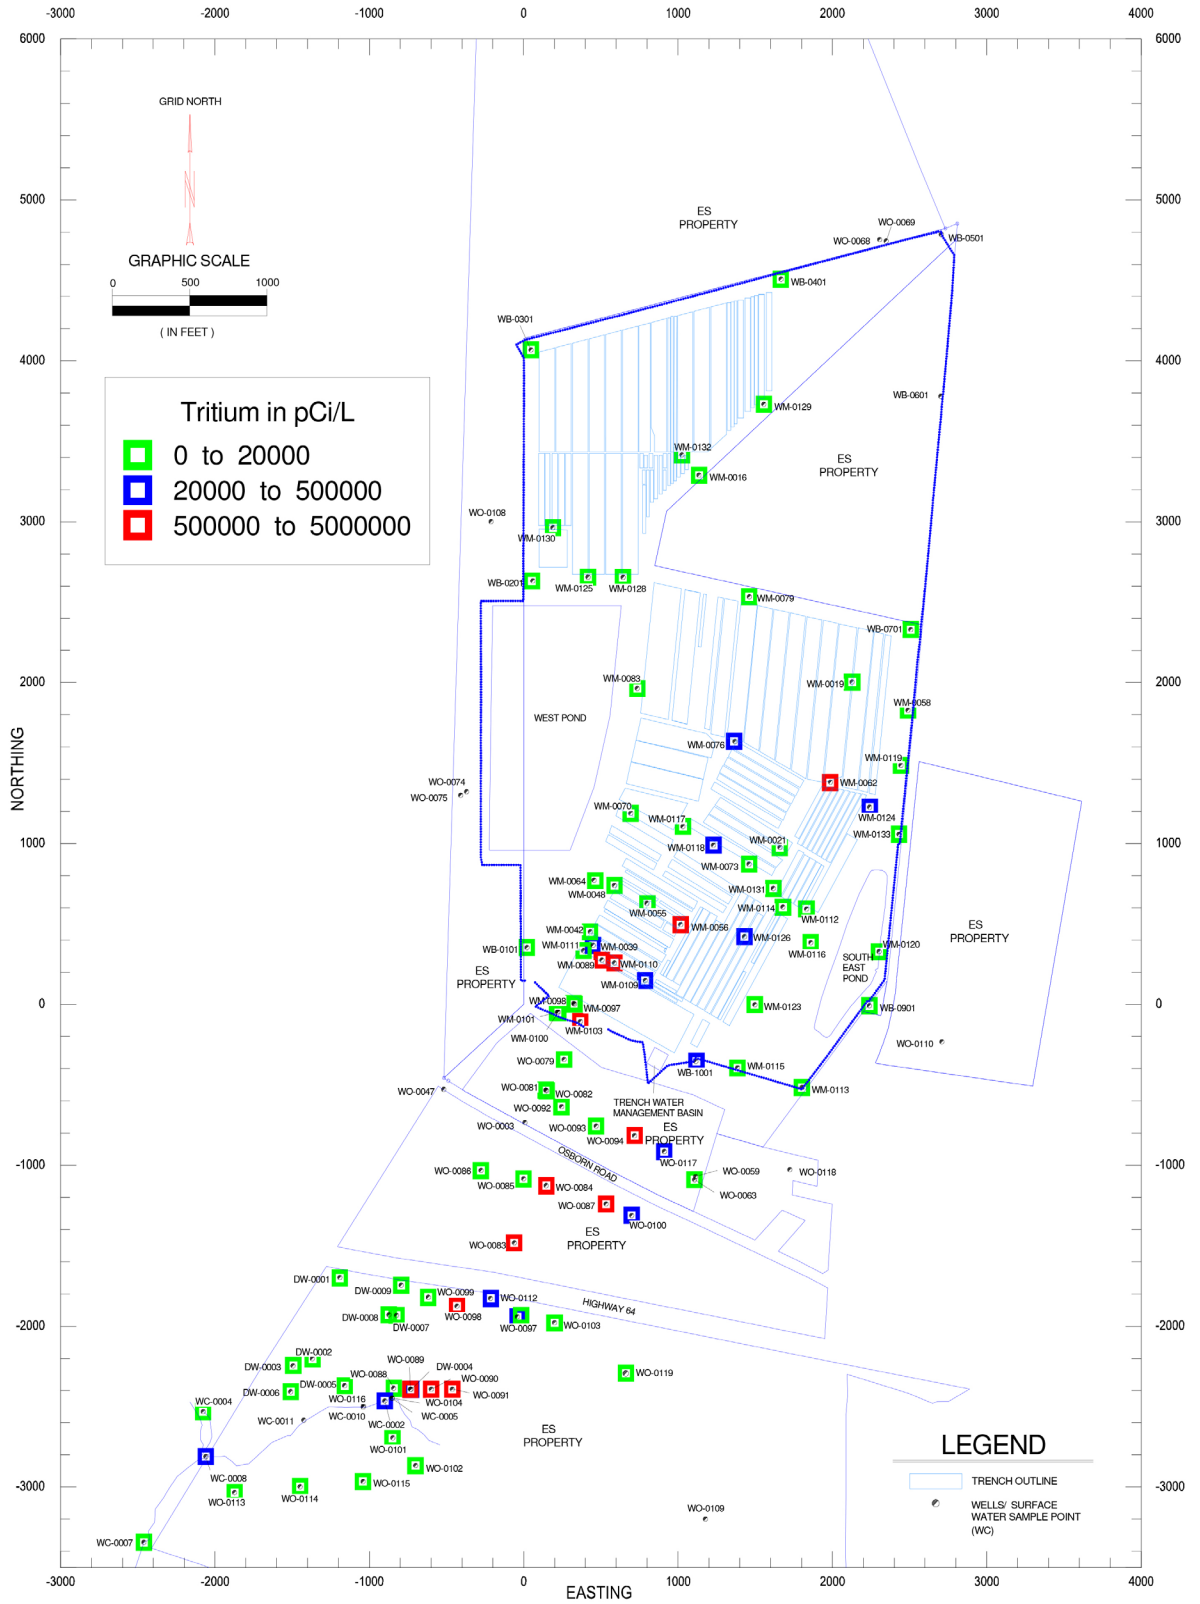 -3000 -2000 -1000 0 1000 2000 3000 4000
6000 6000
GRID NORTH
5000 5000
ES
PROPERTY
WO-0069
WO-0068
WB-0501
GRAPHIC SCALE
0 500 1000
( IN FEET )
WB-0401
WB-0301
4000 4000
Tritium in pCi/L
0 to 20000
20000 to 500000
500000 to 5000000
WB-0601
WM-0129
WM-0132
ES
PROPERTY
WM-0016
WO-0108
3000 3000
WM-0130
WB-0201
WM-0125
WM-0128
WM-0079
WB-0701
WM-0083
WM-0019
2000 2000
WM-0058
WEST POND
WM-0076
WM-0119
WO-0074
WO-0075
WM-0062
WM-0070
WM-0117
WM-0124
WM-0133
1000 1000
WM-0118
WM-0021
WM-0073
WM-0064
WM-0048
WM-0131
WM-0055
WM-0114
WM-0112
WM-0042
WM-0056
WM-0126
ES
PROPERTY
WB-0101
WM-0111
WM-0039
WM-0116
WM-0120
WM-0089
WM-0110
SOUTH
EAST
POND
ES
PROPERTY
WM-0109
0 0
WM-0098
WM-0097
WM-0123
WB-0901
WM-0101
WM-0103
WM-0100
WO-0110
WO-0079
WB-1001
WM-0115
WO-0047
WO-0081
WM-0113
WO-0082
WO-0092
TRENCH WATER
MANAGEMENT BASIN
WO-0003
WO-0093
ES
PROPERTY
WO-0094
OSBORN ROAD
WO-0117
-1000 -1000
WO-0086
WO-0059
WO-0118
WO-0085
WO-0084
WO-0063
WO-0087
WO-0100
ES
PROPERTY
WO-0083
DW-0001
DW-0009
WO-0099
WO-0112
HIGHWAY 64
DW-0008
WO-0098
DW-0007
WO-0097
WO-0103
-2000 -2000
DW-0002
WO-0089
DW-0003
WO-0088
DW-0004
WO-0119
DW-0005
WO-0090
DW-0006
WO-0091
WO-0116
WO-0104
WC-0004
WC-0010
WC-0005
WC-0011
WC-0002
ES
PROPERTY
WO-0101
WO-0102
WC-0008
WO-0115
WO-0113
WO-0114
-3000 -3000
LEGEND
TRENCH OUTLINE
WELLS/ SURFACE
WATER SAMPLE POINT
(WC)
WO-0109
WC-0007
-3000 -2000 -1000 0 1000 2000 3000 4000
EASTING
NORTHING